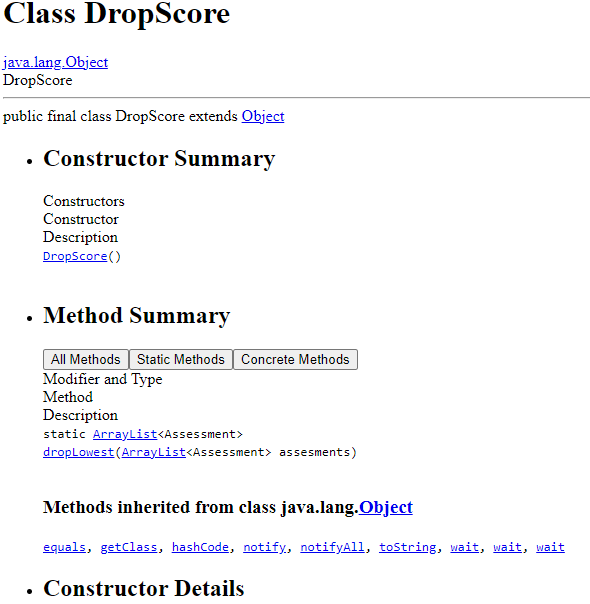 Class DropScore
java.lang.Object
DropScore
public final class DropScore extends Object
Constructor Summary
Constructors
Constructor
Description
DropScore()
Method Summary
All Methods Static Methods Concrete Methods
Modifier and Type
Method
Description
static ArrayList<Assessment>
dropLowest(ArrayList<Assessment> assesments)
Methods inherited from class java.lang.Object
equals, getClass, hashCode, notify, notifyAll, toString, wait, wait, wait
Constructor Details